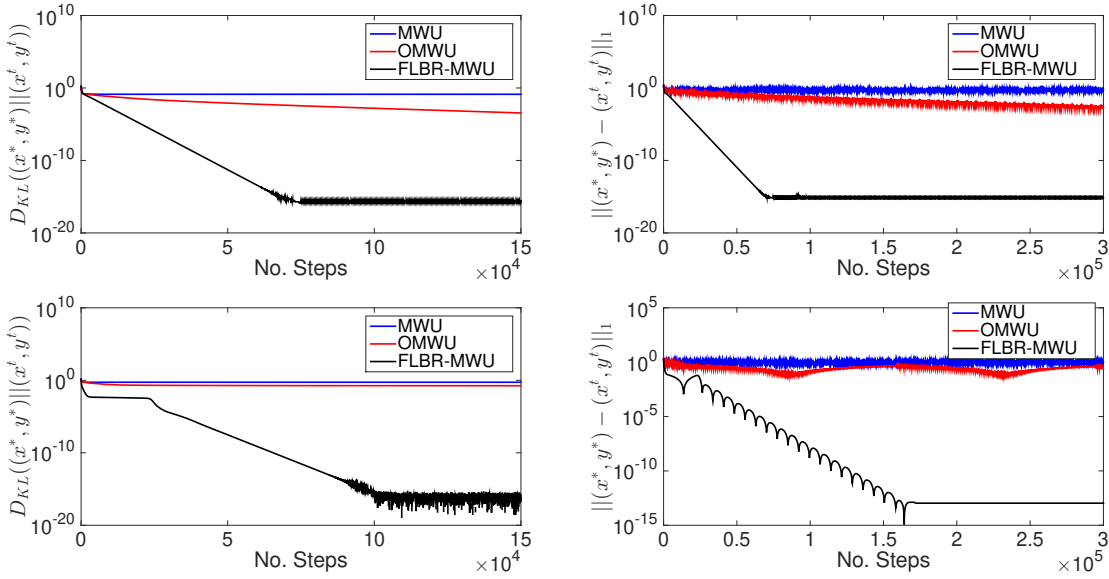 10^10
10^0
10^-10
10^-20
D_KL((x*, y*)||(x^t, y^t))
MWU
OMWU
FLBR-MWU
0 5 10 15
No. Steps
×10^4
10^10
10^0
10^-10
10^-20
||(x*, y*) − (x^t, y^t)||_1
MWU
OMWU
FLBR-MWU
0 0.5 1 1.5 2 2.5 3
No. Steps
×10^5
10^10
10^0
10^-10
10^-20
D_KL((x*, y*)||(x^t, y^t))
MWU
OMWU
FLBR-MWU
0 5 10 15
No. Steps
×10^4
10^5
10^0
10^-5
10^-10
10^-15
||(x*, y*) − (x^t, y^t)||_1
MWU
OMWU
FLBR-MWU
0 0.5 1 1.5 2 2.5 3
No. Steps
×10^5